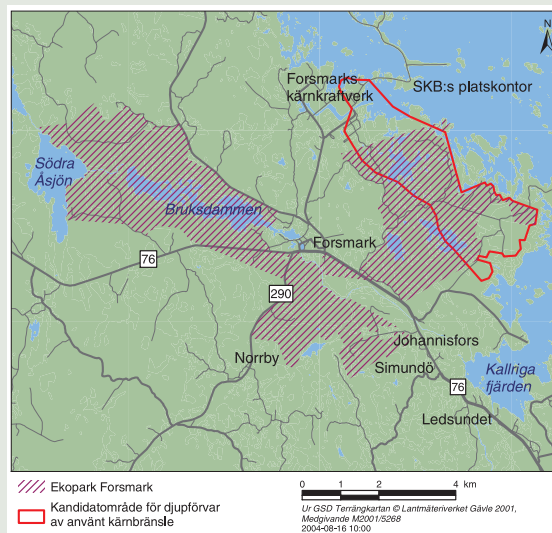 N
Forsmarks
kärnkraftverk
SKB:s platskontor
Södra
Åsjön
Bruksdammen
Forsmark
76
290
Johannisfors
Norrby
Simundö
Kallriga
fjärden
76
Ledsundet
Ekopark Forsmark
Kandidatområde för djupförvar
av använt kärnbränsle
0 1 2 4 km
Ur GSD Terrängkartan © Lantmäteriverket Gävle 2001,
Medgivande M2001/5268
2004-08-16 10:00